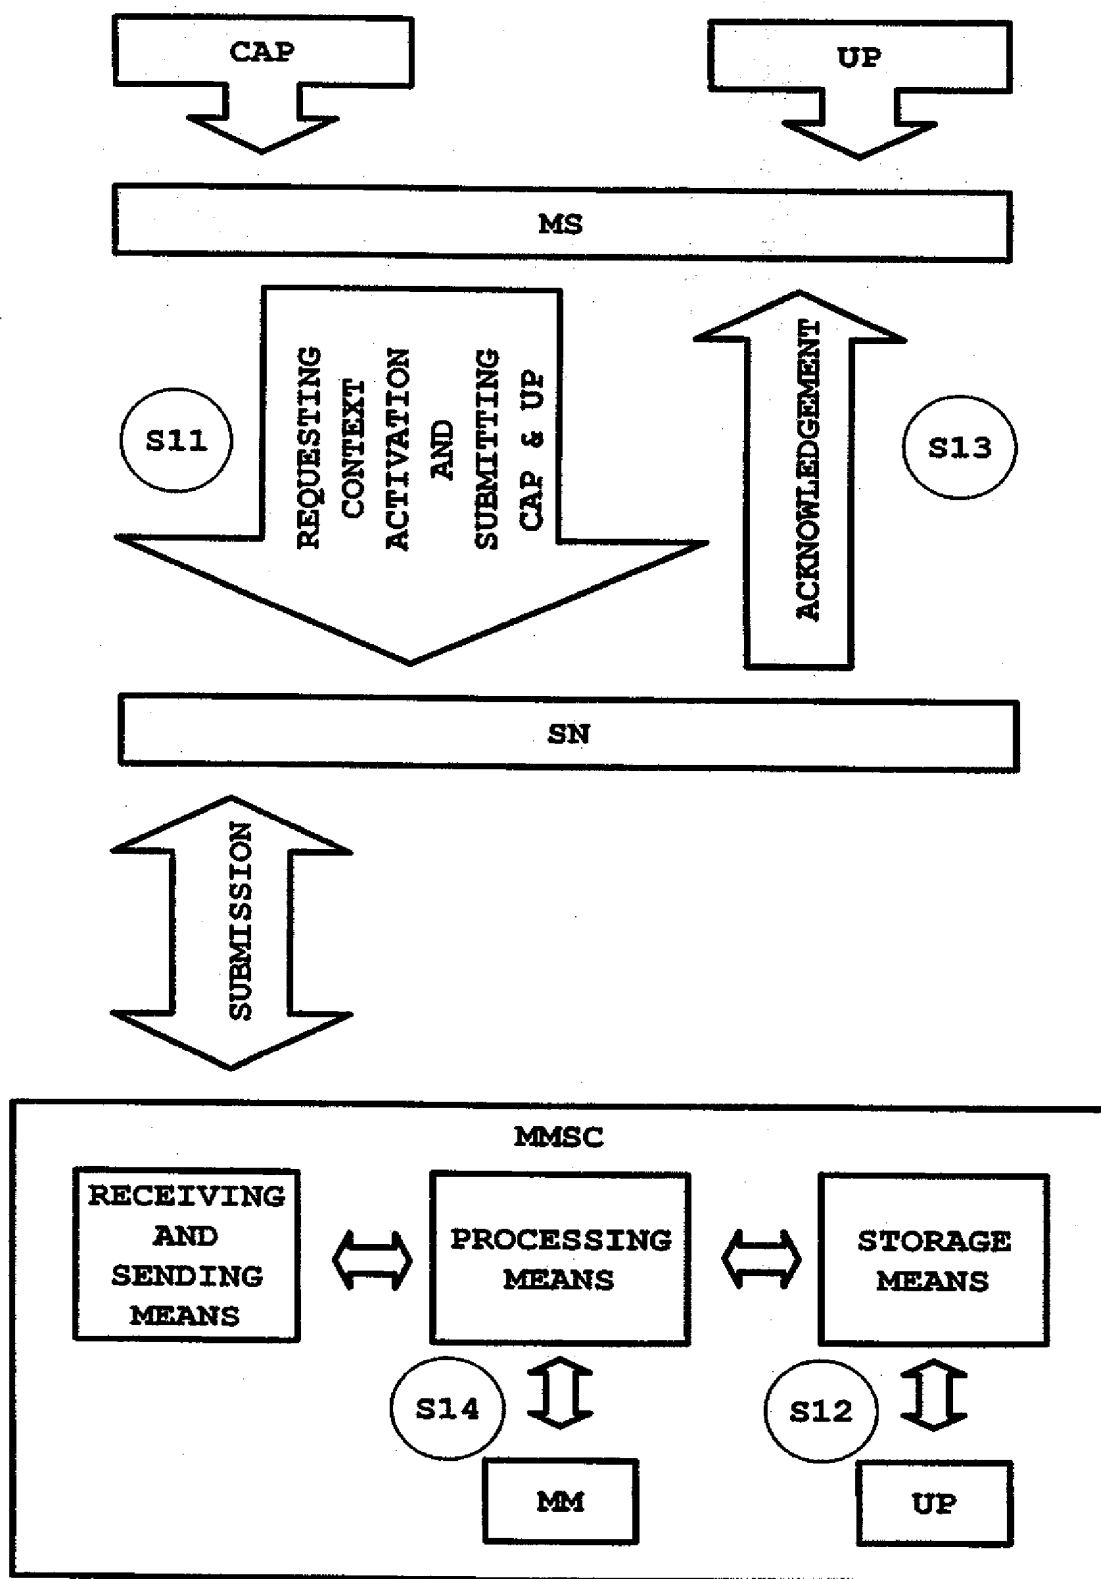 CAP
UP
MS
S11
REQUESTING
CONTEXT
ACTIVATION
AND
SUBMITTING
CAP & UP
ACKNOWLEDGEMENT
S13
SN
SUBMISSION
MMSC
RECEIVING
AND
SENDING
MEANS
PROCESSING
MEANS
STORAGE
MEANS
S14
S12
MM
UP